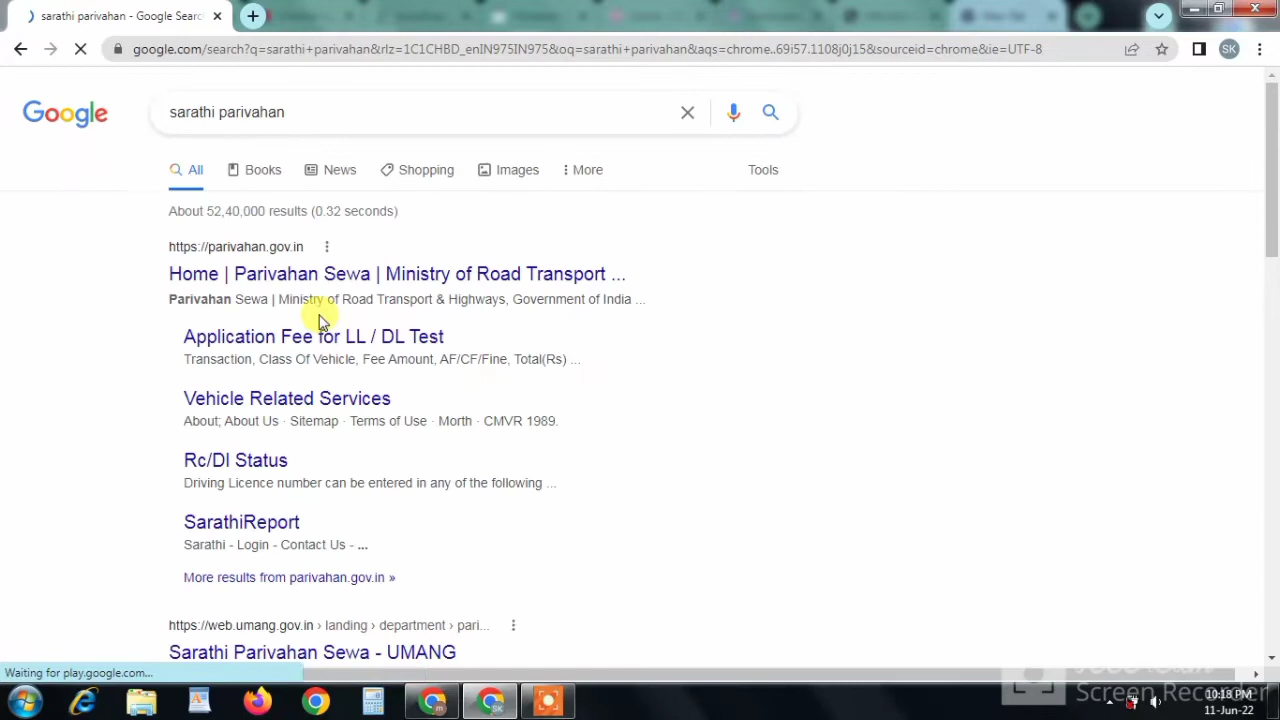 sarathi parivahan - Google Searc
google.com/search?q=sarathi+parivahan&rlz=1C1CHBD_enIN975IN975&oq=sarathi+parivahan&aqs=chrome..69i57.1108j0j15&sourceid=chrome&ie=UTF-8
SK
Google
sarathi parivahan
All
Books
News
Shopping
Images
More
Tools
About 52,40,000 results (0.32 seconds)
https://parivahan.gov.in
Home | Parivahan Sewa | Ministry of Road Transport ...
Parivahan Sewa | Ministry of Road Transport & Highways, Government of India ...
Application Fee for LL / DL Test
Transaction, Class Of Vehicle, Fee Amount, AF/CF/Fine, Total(Rs) ...
Vehicle Related Services
About; About Us · Sitemap · Terms of Use · Morth · CMVR 1989.
Rc/Dl Status
Driving Licence number can be entered in any of the following ...
SarathiReport
Sarathi - Login - Contact Us - ...
More results from parivahan.gov.in »
https://web.umang.gov.in › landing › department › pari...
Sarathi Parivahan Sewa - UMANG
Waiting for play.google.com...
Screen Recorder
10:18 PM
11-Jun-22